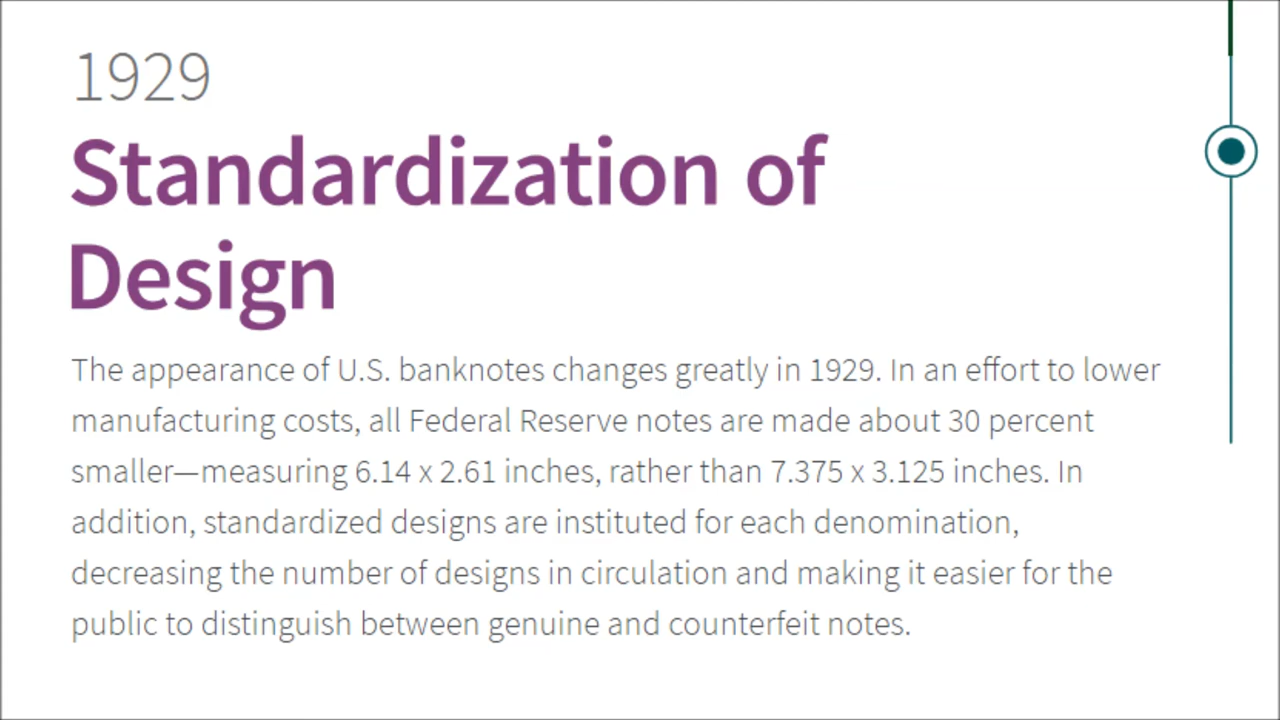 1929
Standardization of
Design
The appearance of U.S. banknotes changes greatly in 1929. In an effort to lower
manufacturing costs, all Federal Reserve notes are made about 30 percent
smaller—measuring 6.14 x 2.61 inches, rather than 7.375 x 3.125 inches. In
addition, standardized designs are instituted for each denomination,
decreasing the number of designs in circulation and making it easier for the
public to distinguish between genuine and counterfeit notes.